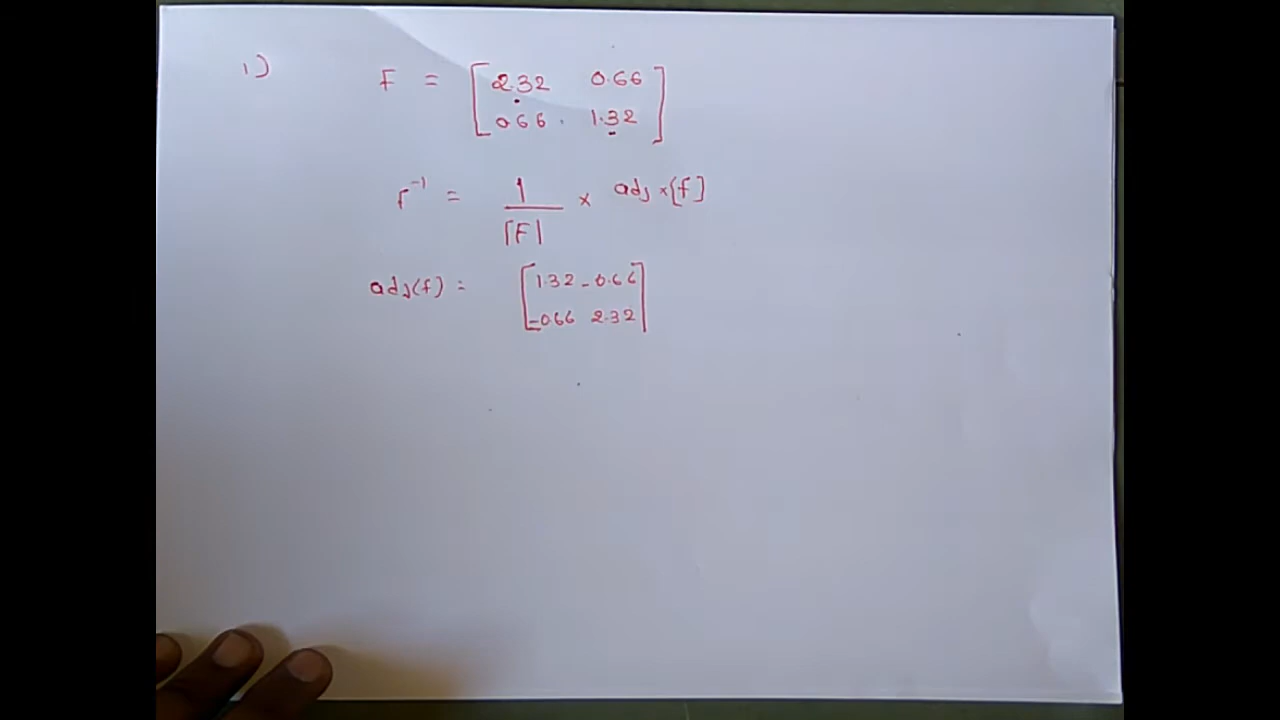 1)
F = [ 2.32 0.66
0.66 1.32 ]
F⁻¹ = 1 / |F| × adj × [f]
adj(f) = [ 1.32 -0.66
-0.66 2.32 ]